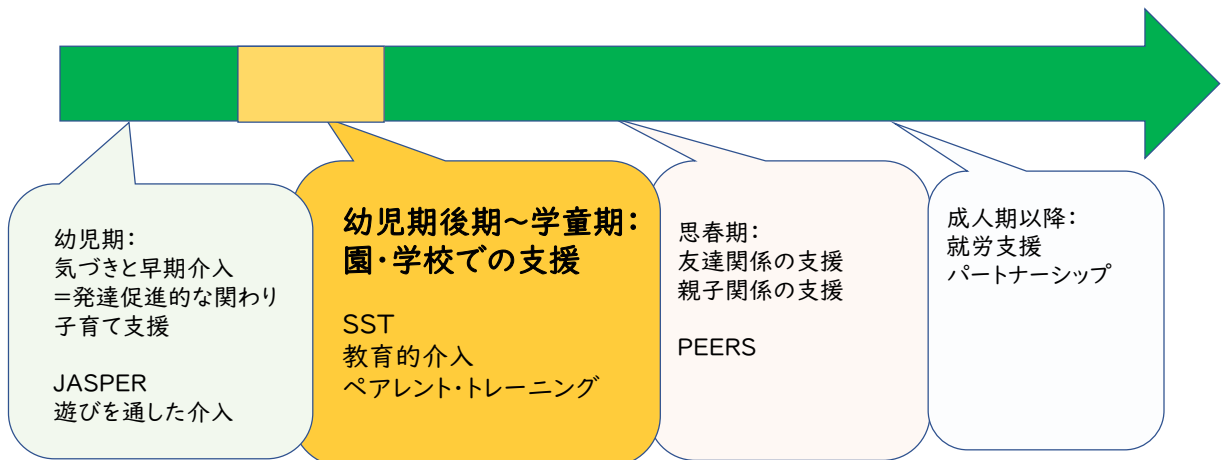 幼児期：
気づきと早期介入
＝発達促進的な関わり
子育て支援
JASPER
遊びを通した介入
幼児期後期～学童期：
園・学校での支援
SST
教育的介入
ペアレント・トレーニング
思春期：
友達関係の支援
親子関係の支援
PEERS
成人期以降：
就労支援
パートナーシップ